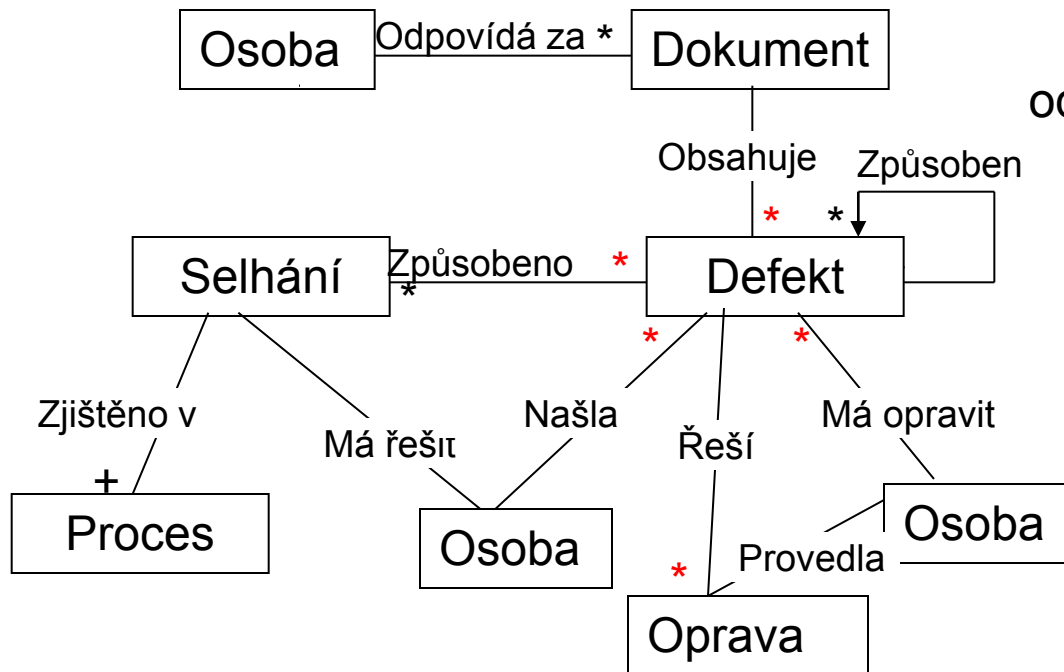 Osoba
Odpovídá za *
Dokument
Obsahuje
Způsoben
*
*
Selhání
Způsobeno
*
*
Defekt
*
*
Zjištěno v
Má řešit
Našla
Řeší
Má opravit
+
Proces
Osoba
Osoba
Provedla
*
Oprava